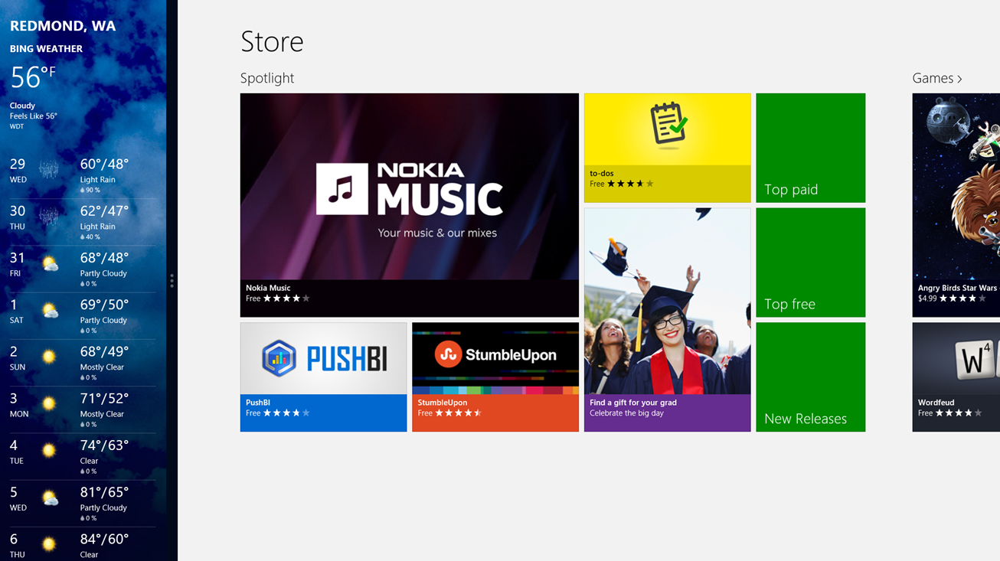 REDMOND, WA
BING WEATHER
56°F
Cloudy
Feels Like 56°
WDT
29 60°/48°
WED Light Rain
90 %
30 62°/47°
THU Light Rain
40 %
31 68°/48°
FRI Partly Cloudy
0 %
1 69°/50°
SAT Partly Cloudy
0 %
2 68°/49°
SUN Mostly Clear
0 %
3 71°/52°
MON Mostly Clear
0 %
4 74°/63°
TUE Clear
0 %
5 81°/65°
WED Partly Cloudy
0 %
6 84°/60°
THU Clear
Store
Spotlight
NOKIA
MUSIC
Your music & our mixes
Nokia Music
Free
to-dos
Free
Top paid
Top free
New Releases
PUSHBI
PushBI
Free
StumbleUpon
StumbleUpon
Free
Find a gift for your grad
Celebrate the big day
Games >
Angry Birds Star Wars
$4.99
W4
Wordfeud
Free